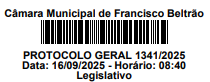 Câmara Municipal de Francisco Beltrão
PROTOCOLO GERAL 1341/2025
Data: 16/09/2025 - Horário: 08:40
Legislativo